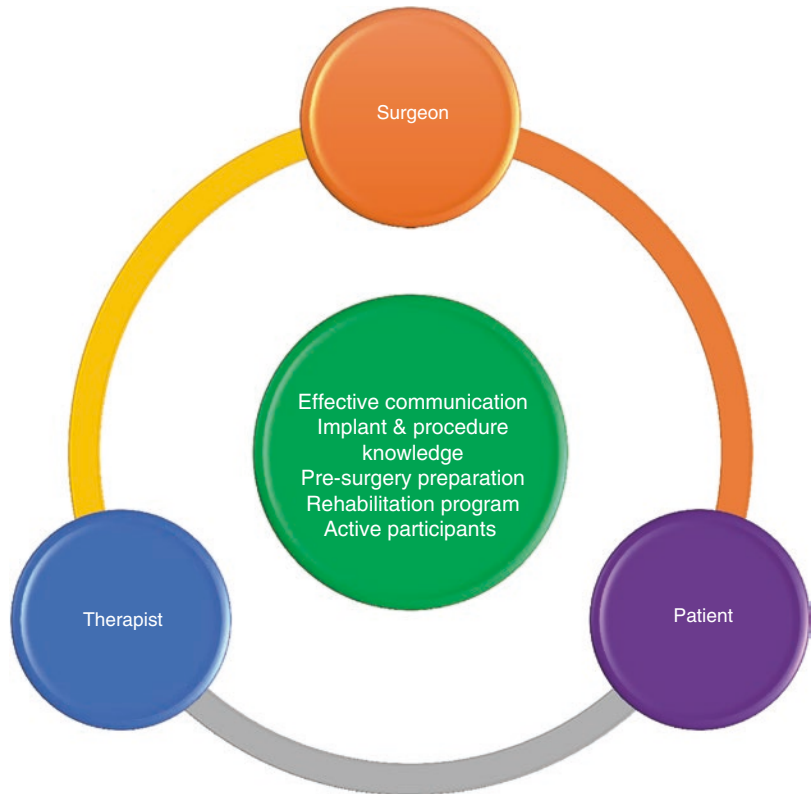 Surgeon
Effective communication
Implant & procedure
knowledge
Pre-surgery preparation
Rehabilitation program
Active participants
Therapist
Patient